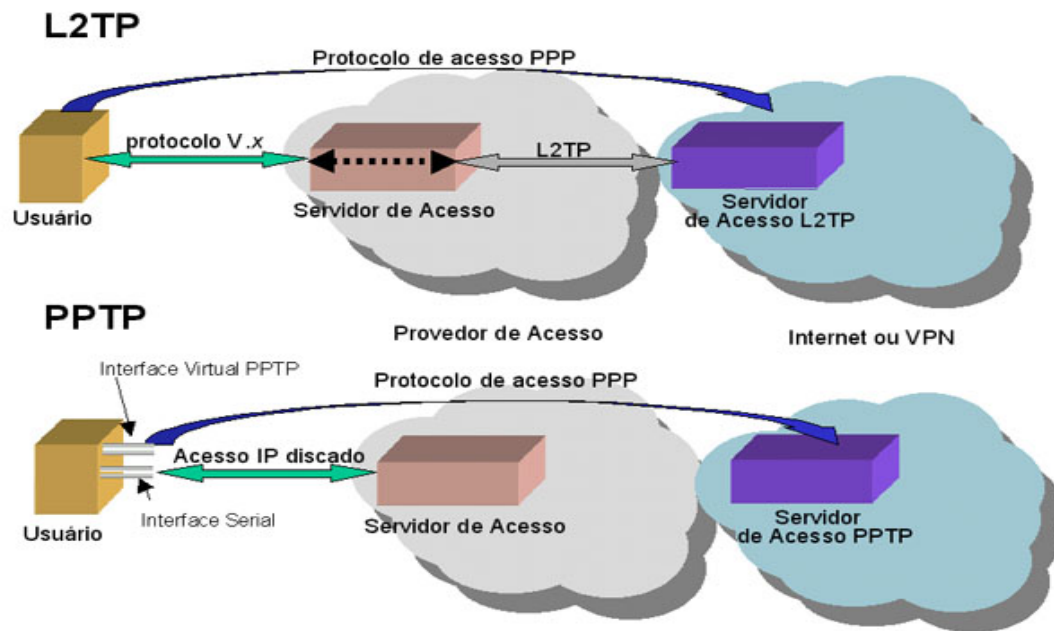 L2TP
Protocolo de acesso PPP
protocolo V.x
L2TP
Usuário
Servidor de Acesso
Servidor
de Acesso L2TP
PPTP
Provedor de Acesso
Internet ou VPN
Interface Virtual PPTP
Protocolo de acesso PPP
Acesso IP discado
Usuário
Interface Serial
Servidor de Acesso
Servidor
de Acesso PPTP